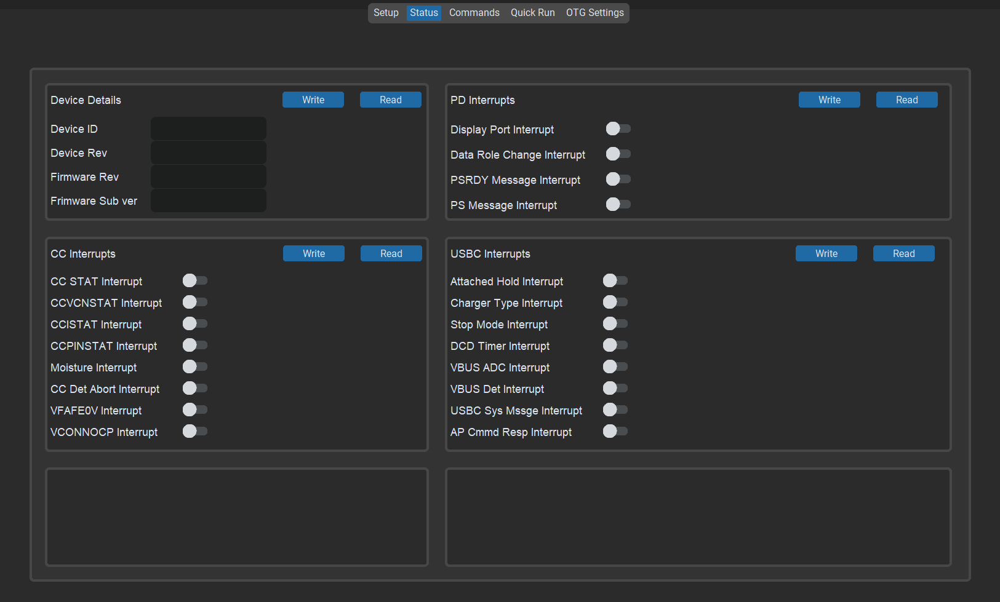 Setup Status Commands Quick Run OTG Settings
Device Details Write Read
Device ID
Device Rev
Firmware Rev
Frimware Sub ver
PD Interrupts Write Read
Display Port Interrupt
Data Role Change Interrupt
PSRDY Message Interrupt
PS Message Interrupt
CC Interrupts Write Read
CC STAT Interrupt
CCVCNSTAT Interrupt
CCISTAT Interrupt
CCPINSTAT Interrupt
Moisture Interrupt
CC Det Abort Interrupt
VFAFE0V Interrupt
VCONNOCP Interrupt
USBC Interrupts Write Read
Attached Hold Interrupt
Charger Type Interrupt
Stop Mode Interrupt
DCD Timer Interrupt
VBUS ADC Interrupt
VBUS Det Interrupt
USBC Sys Mssge Interrupt
AP Cmmd Resp Interrupt